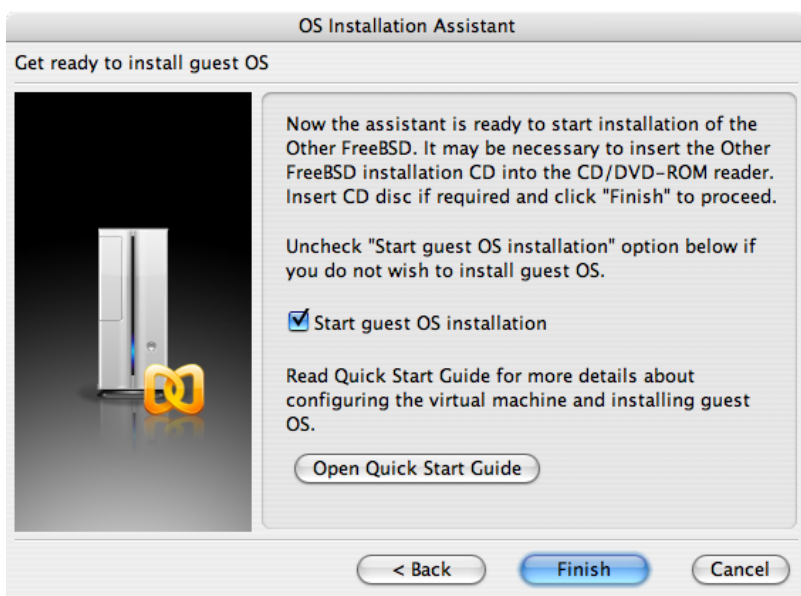 OS Installation Assistant
Get ready to install guest OS
Now the assistant is ready to start installation of the
Other FreeBSD. It may be necessary to insert the Other
FreeBSD installation CD into the CD/DVD-ROM reader.
Insert CD disc if required and click "Finish" to proceed.
Uncheck "Start guest OS installation" option below if
you do not wish to install guest OS.
Start guest OS installation
Read Quick Start Guide for more details about
configuring the virtual machine and installing guest
OS.
Open Quick Start Guide
< Back
Finish
Cancel